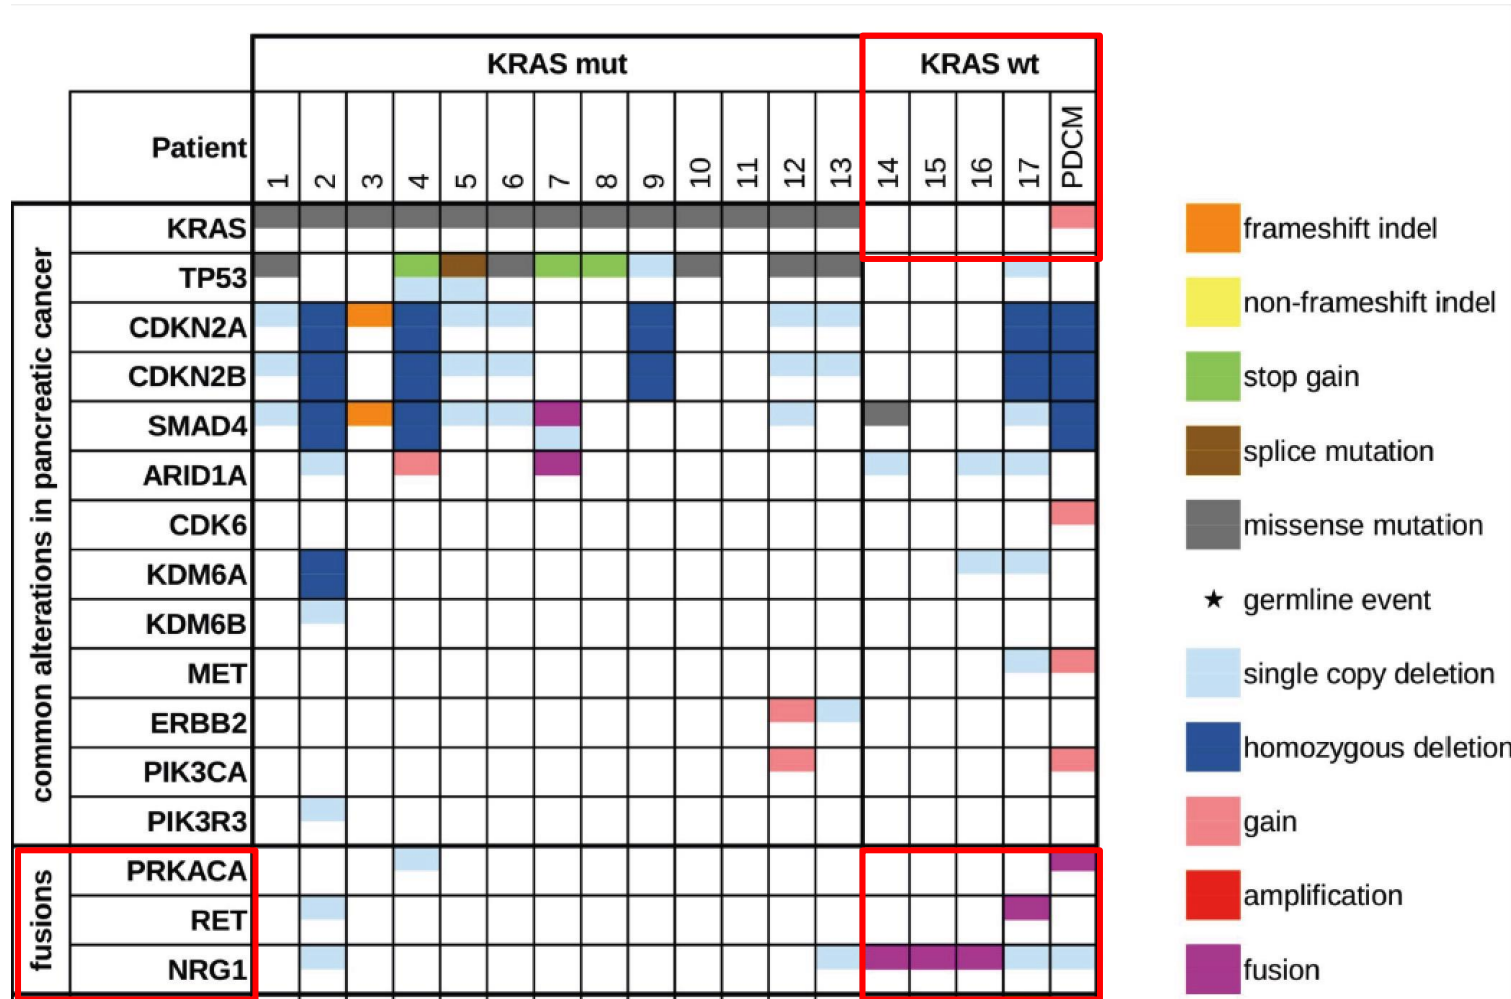 KRAS mut KRAS wt
Patient 1 2 3 4 5 6 7 8 9 10 11 12 13 14 15 16 17 PDCM
common alterations in pancreatic cancer
KRAS
TP53
CDKN2A
CDKN2B
SMAD4
ARID1A
CDK6
KDM6A
KDM6B
MET
ERBB2
PIK3CA
PIK3R3
fusions
PRKACA
RET
NRG1
frameshift indel
non-frameshift indel
stop gain
splice mutation
missense mutation
germline event
single copy deletion
homozygous deletion
gain
amplification
fusion